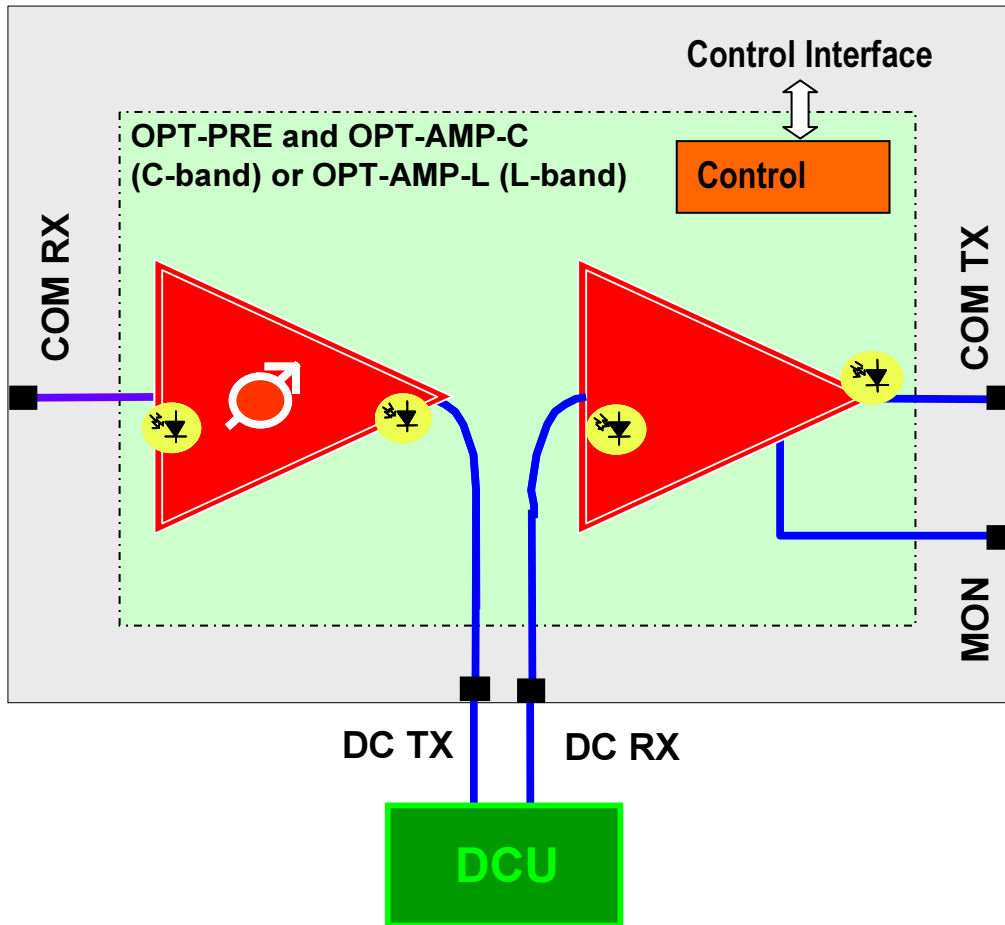 Control Interface
OPT-PRE and OPT-AMP-C
(C-band) or OPT-AMP-L (L-band)
Control
COM RX
COM TX
MON
DC TX
DC RX
DCU